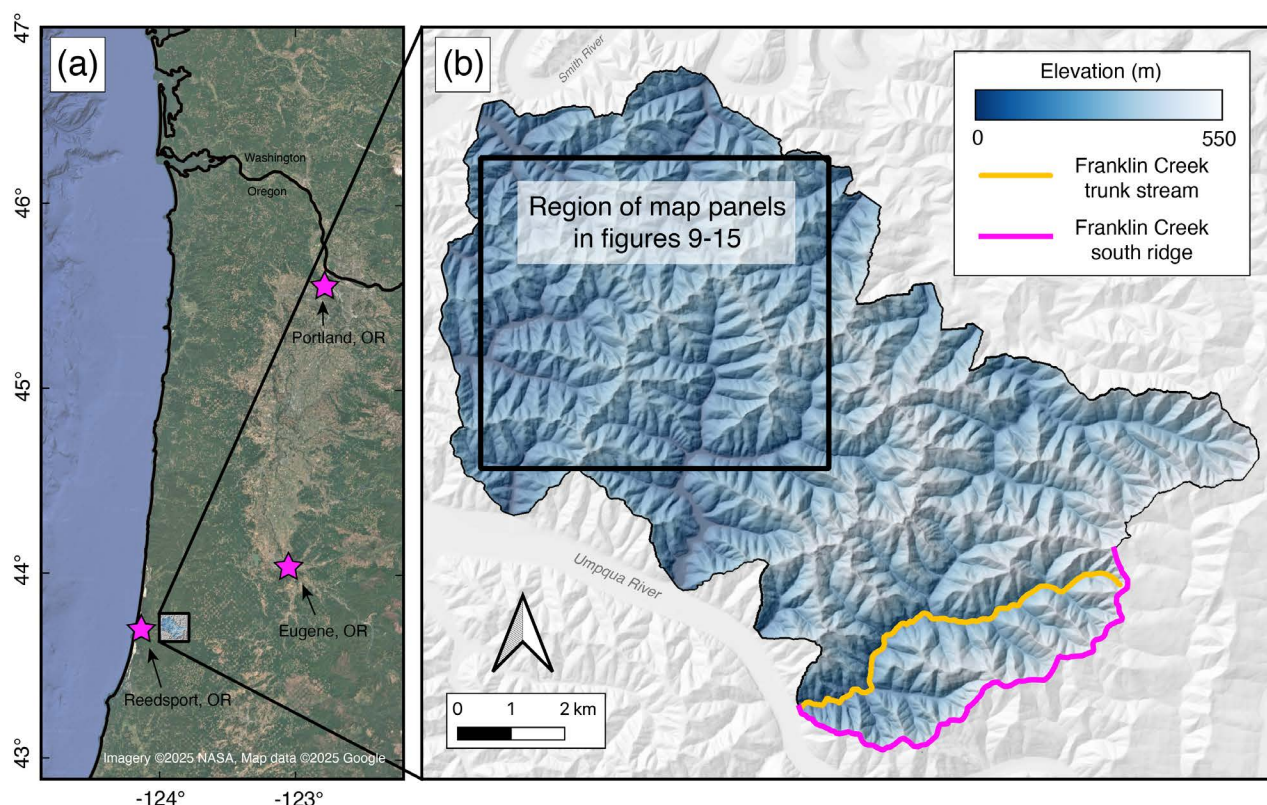 (a)
47°
46°
45°
44°
43°
-124°
-123°
Washington
Oregon
Portland, OR
Eugene, OR
Reedsport, OR
Imagery ©2025 NASA, Map data ©2025 Google
(b)
Smith River
Region of map panels
in figures 9-15
Umpqua River
0 1 2 km
Elevation (m)
0 550
Franklin Creek
trunk stream
Franklin Creek
south ridge